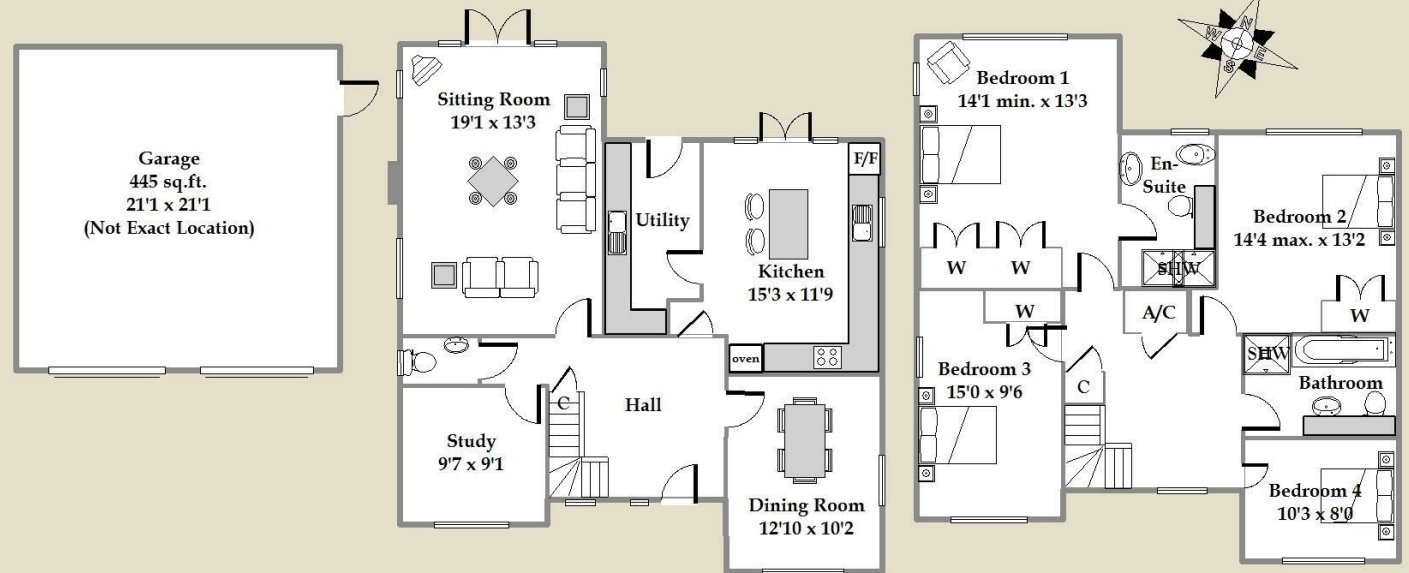 Garage
445 sq.ft.
21'1 x 21'1
(Not Exact Location)
Sitting Room
19'1 x 13'3
Utility
F/F
Kitchen
15'3 x 11'9
oven
C
Hall
Study
9'7 x 9'1
Dining Room
12'10 x 10'2
N
W
E
S
Bedroom 1
14'1 min. x 13'3
W
W
En-
Suite
SHW
Bedroom 2
14'4 max. x 13'2
W
W
A/C
Bedroom 3
15'0 x 9'6
C
SHW
Bathroom
Bedroom 4
10'3 x 8'0